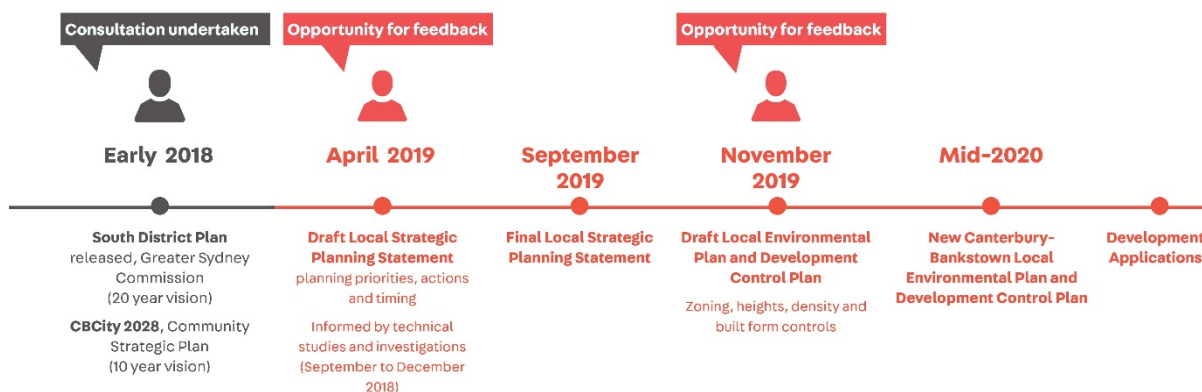 Consultation undertaken
Opportunity for feedback
Opportunity for feedback
Early 2018
April 2019
September
2019
November
2019
Mid-2020
South District Plan
released, Greater Sydney
Commission
(20 year vision)
CBCity 2028, Community
Strategic Plan
(10 year vision)
Draft Local Strategic
Planning Statement
planning priorities, actions
and timing
Informed by technical
studies and investigations
(September to December
2018)
Final Local Strategic
Planning Statement
Draft Local Environmental
Plan and Development
Control Plan
Zoning, heights, density and
built form controls
New Canterbury-
Bankstown Local
Environmental Plan and
Development Control Plan
Development
Applications